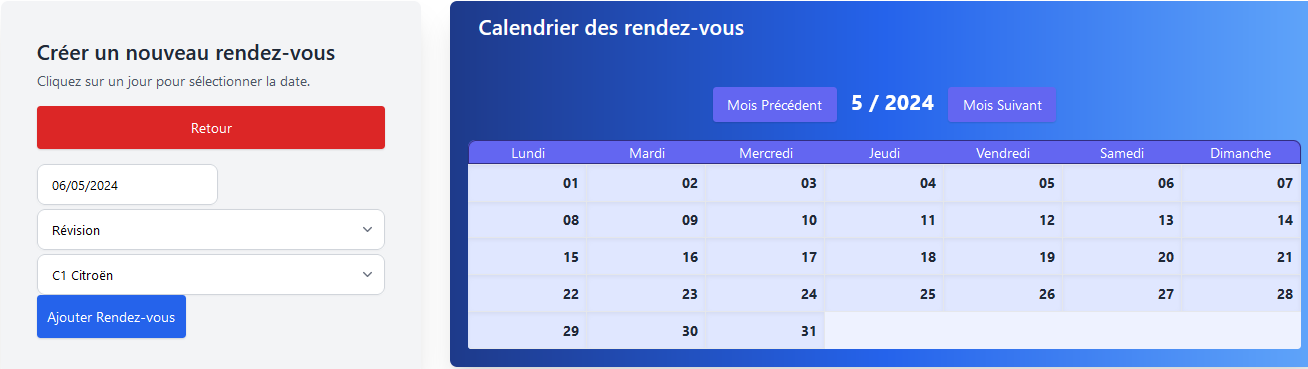 Créer un nouveau rendez-vous
Cliquez sur un jour pour sélectionner la date.
Retour
06/05/2024
Révision
C1 Citroën
Ajouter Rendez-vous
Calendrier des rendez-vous
Mois Précédent 5 / 2024 Mois Suivant
Lundi Mardi Mercredi Jeudi Vendredi Samedi Dimanche
01 02 03 04 05 06 07
08 09 10 11 12 13 14
15 16 17 18 19 20 21
22 23 24 25 26 27 28
29 30 31